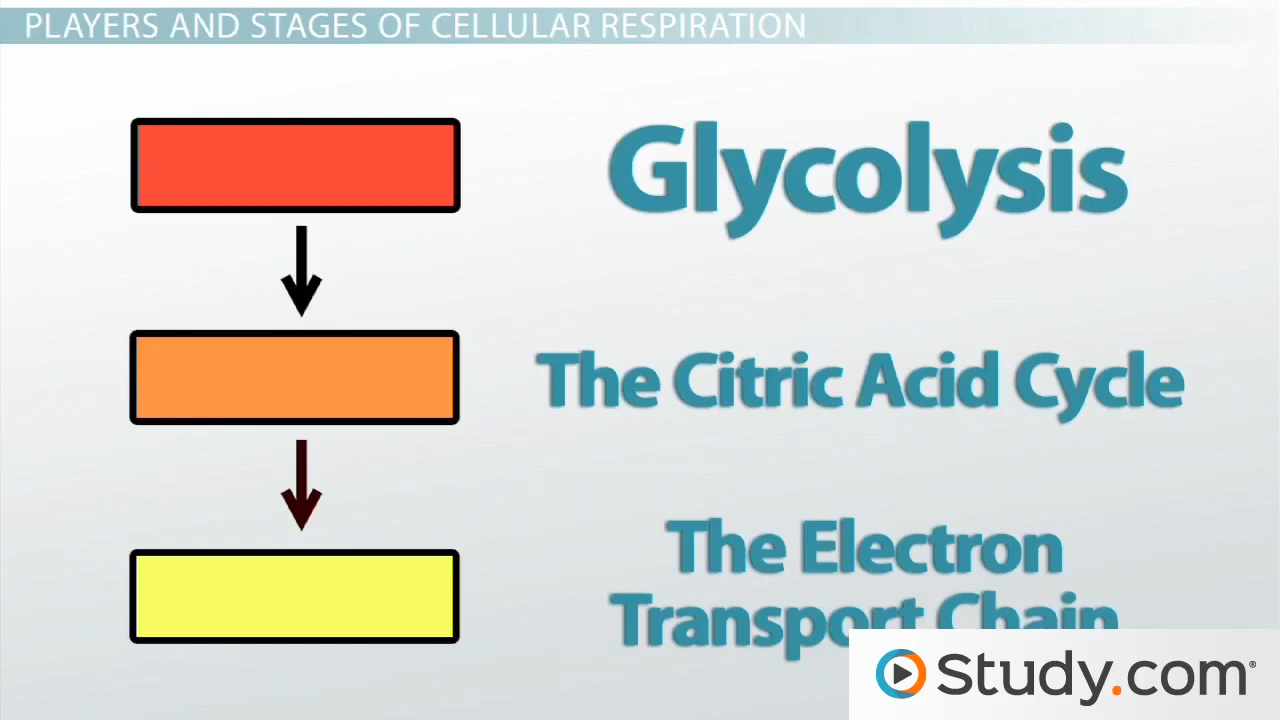 PLAYERS AND STAGES OF CELLULAR RESPIRATION
Glycolysis
The Citric Acid Cycle
The Electron
Transport Chain
Study.com®